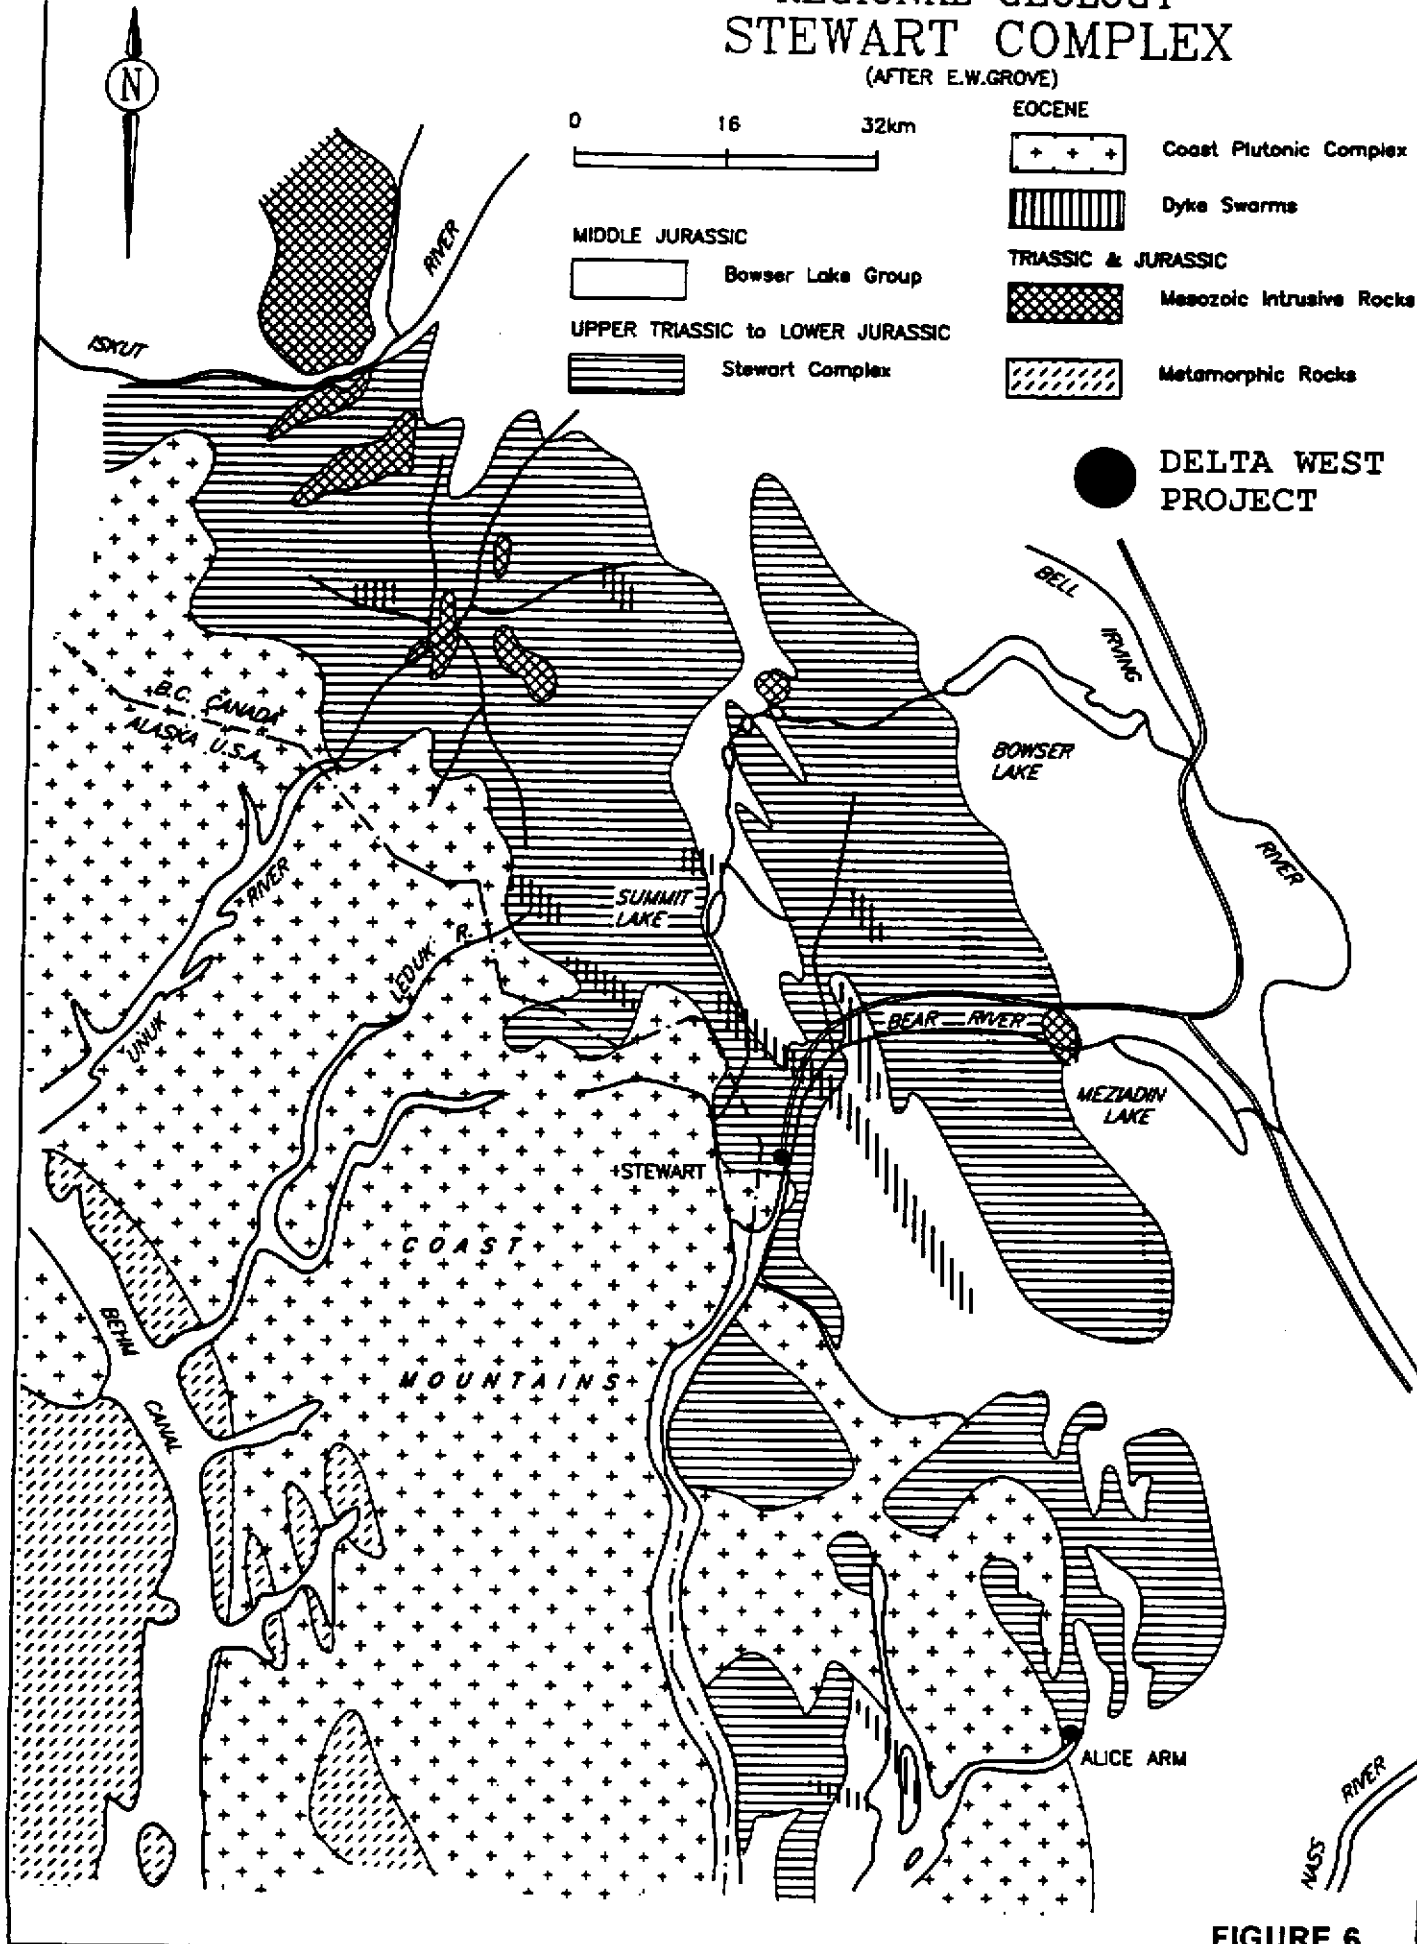 REGIONAL GEOLOGY
STEWART COMPLEX
(AFTER E.W.GROVE)
N
0 16 32km
EOCENE
Coast Plutonic Complex
Dyke Swarms
MIDDLE JURASSIC
Bowser Lake Group
TRIASSIC & JURASSIC
Mesozoic Intrusive Rocks
UPPER TRIASSIC to LOWER JURASSIC
Stewart Complex
Metamorphic Rocks
DELTA WEST
PROJECT
RIVER
ISKUT
BELL
IRVING
RIVER
B.C. CANADA
ALASKA U.S.A.
BOWSER
LAKE
SUMMIT
LAKE
UNUK
RIVER
LEDUK R.
BEAR RIVER
MEZIADIN
LAKE
STEWART
COAST
MOUNTAINS
BEHM
CANAL
ALICE ARM
NASS
RIVER
FIGURE 6